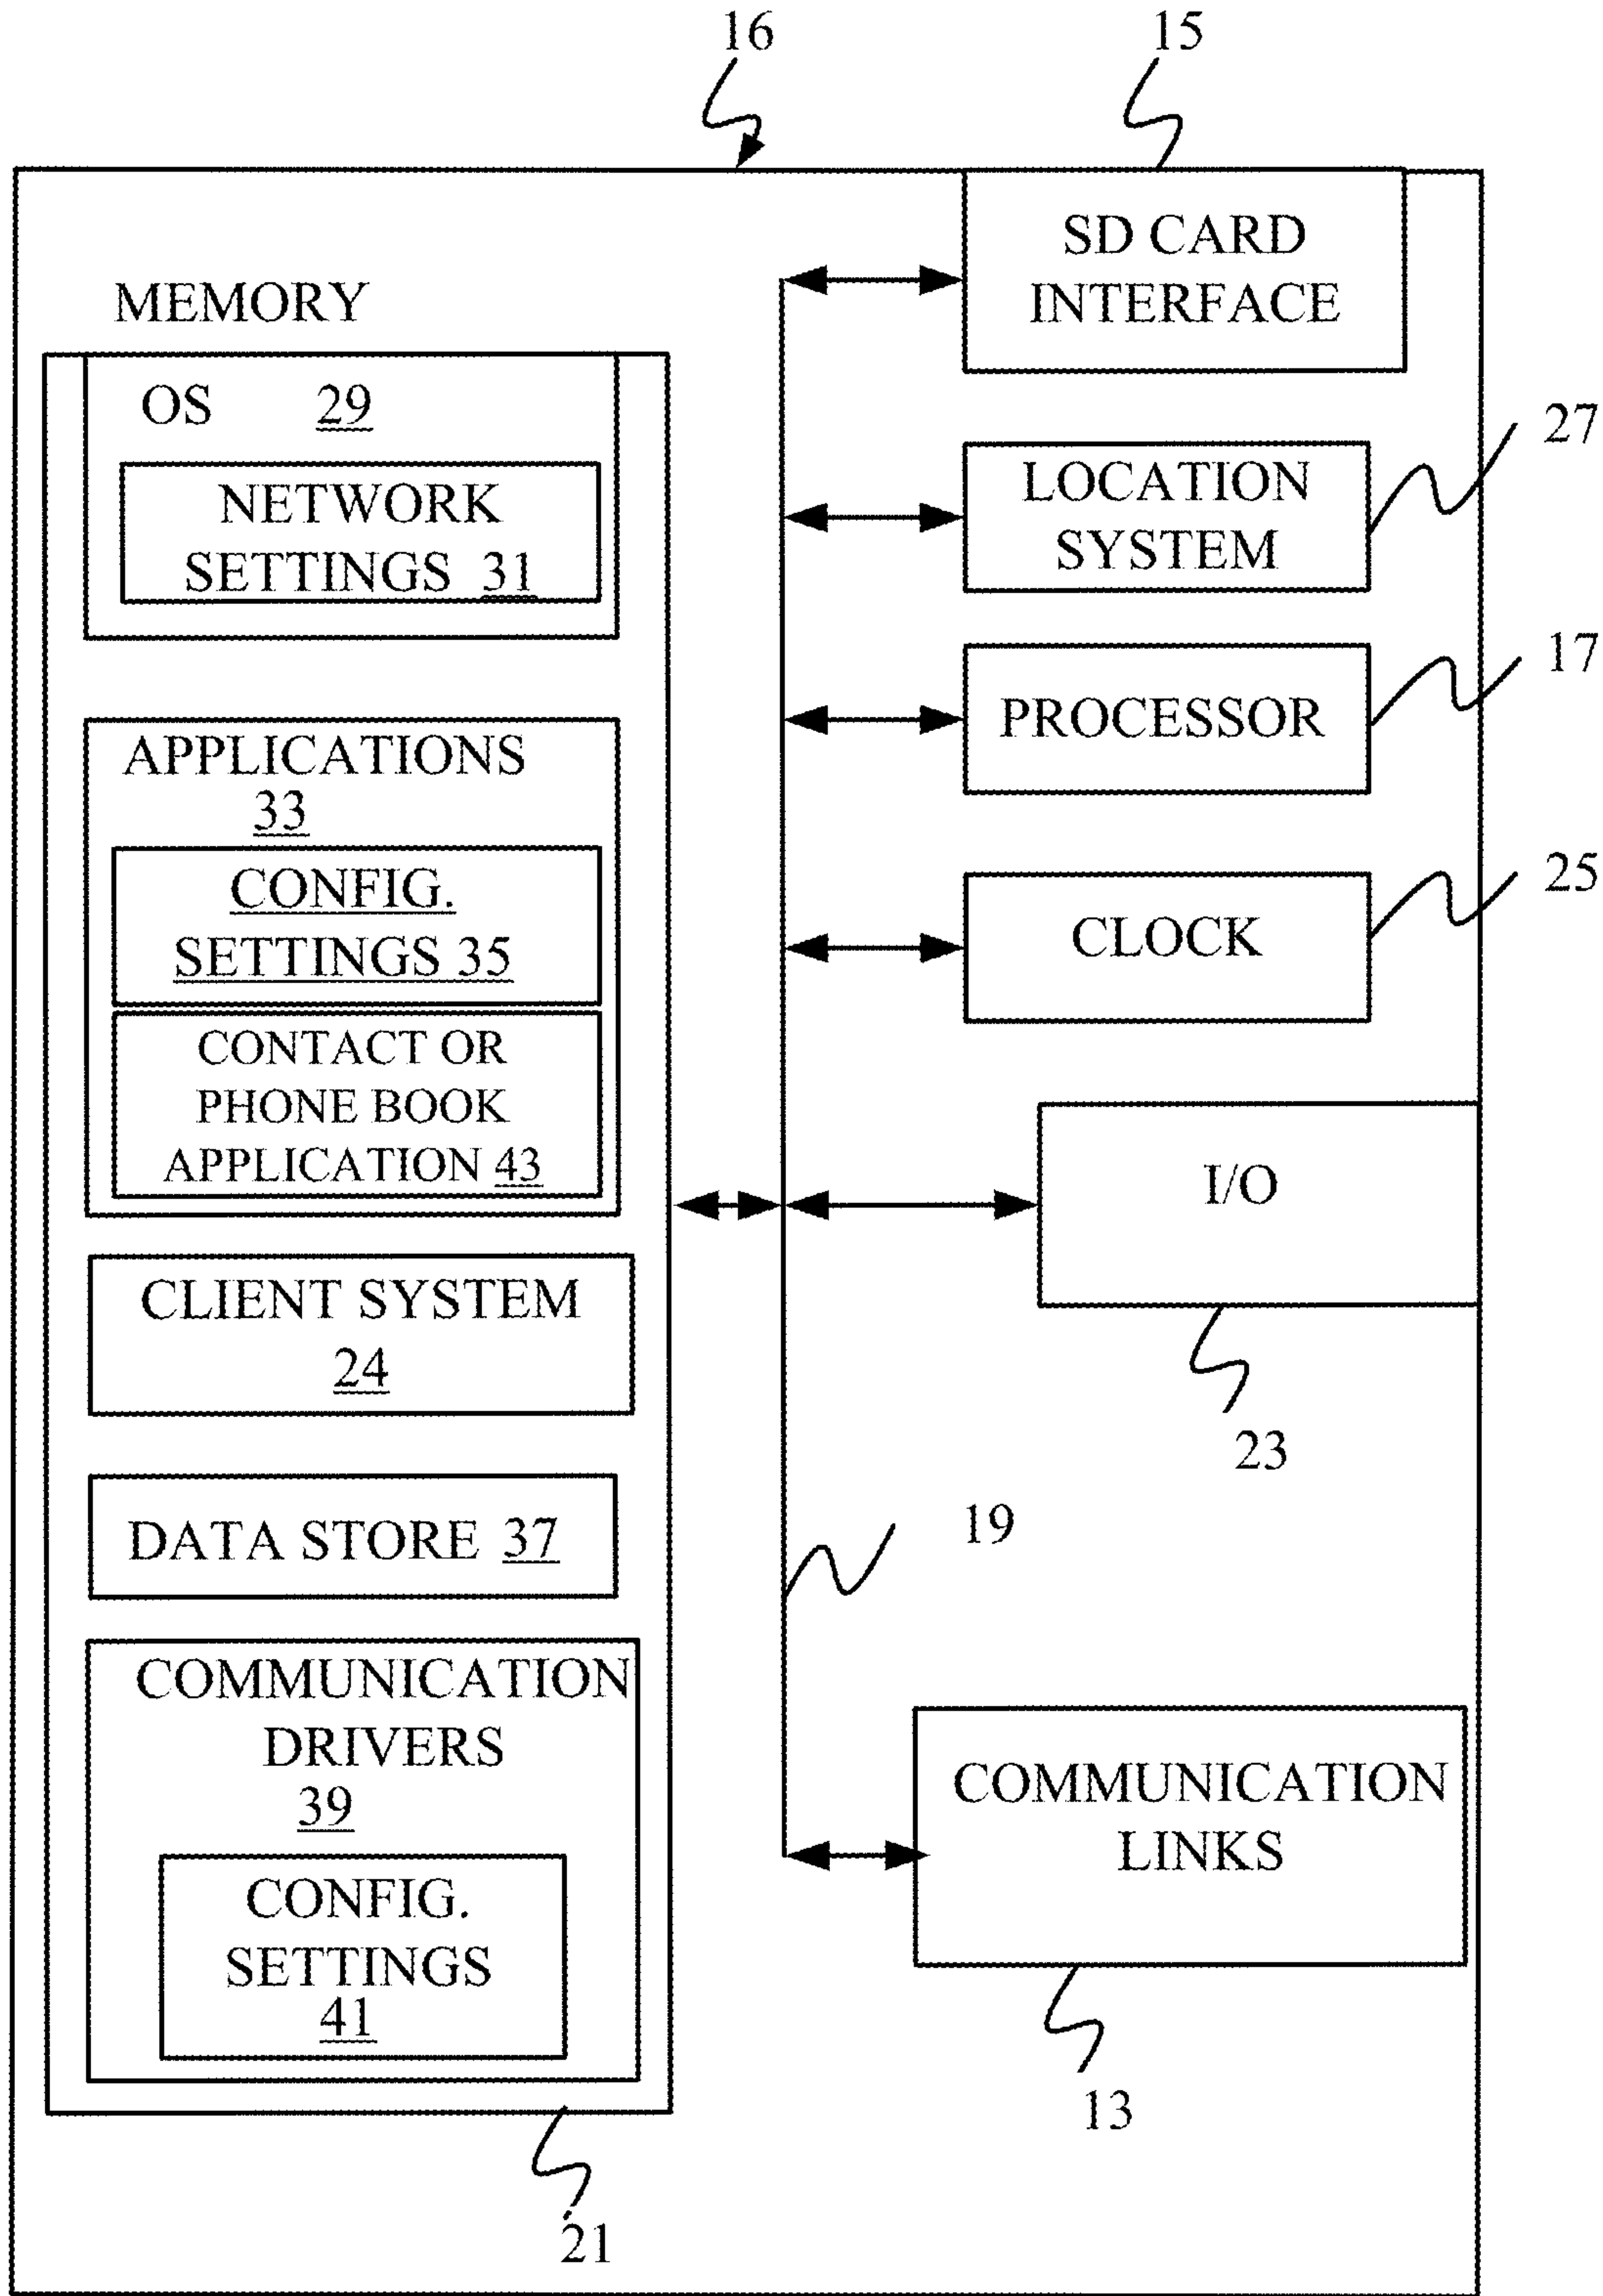 16
15
SD CARD
INTERFACE
MEMORY
OS 29
NETWORK
SETTINGS 31
27
LOCATION
SYSTEM
17
PROCESSOR
APPLICATIONS
33
CONFIG.
SETTINGS 35
25
CLOCK
CONTACT OR
PHONE BOOK
APPLICATION 43
I/O
23
CLIENT SYSTEM
24
19
DATA STORE 37
COMMUNICATION
DRIVERS
39
CONFIG.
SETTINGS
41
COMMUNICATION
LINKS
13
21